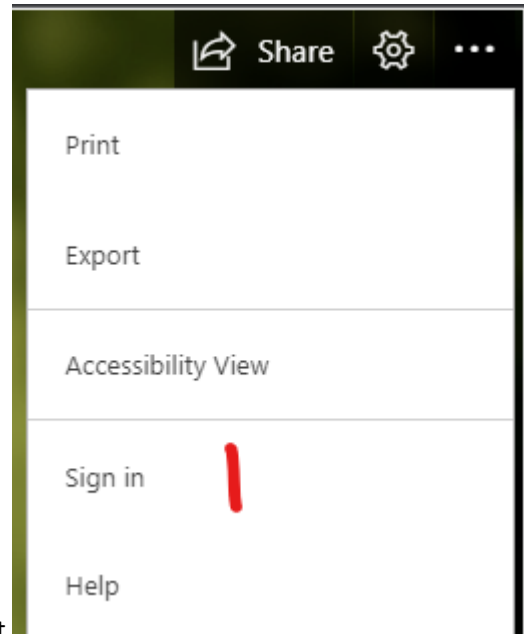 Share ...
Print
Export
Accessibility View
Sign in
Help
t